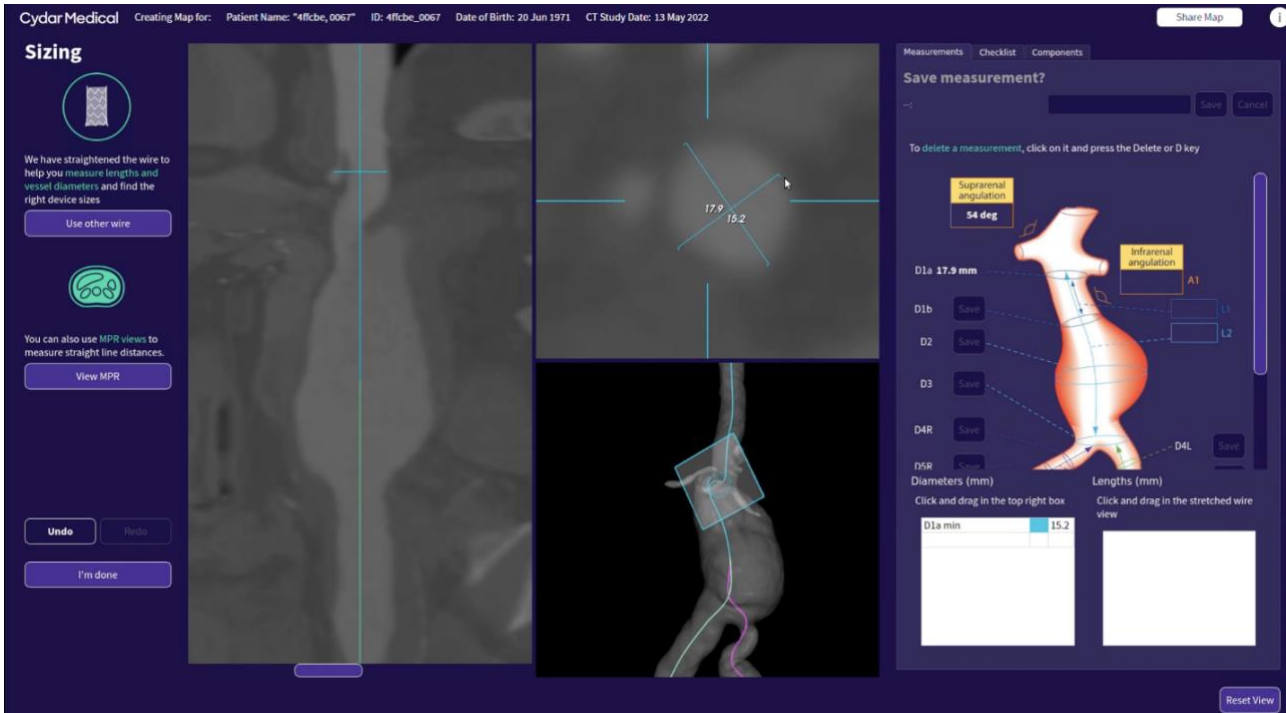 Cydar Medical
Creating Map for:
Patient Name: "4ffcbe, 0067"
ID: 4ffcbe_0067
Date of Birth: 20 Jun 1971
CT Study Date: 13 May 2022
Share Map
i
Sizing
We have straightened the wire to
help you measure lengths and
vessel diameters and find the
right device sizes
Use other wire
You can also use MPR views to
measure straight line distances.
View MPR
Undo
Redo
I'm done
17.9
15.2
Measurements
Checklist
Components
Save measurement?
--:
Save
Cancel
To delete a measurement, click on it and press the Delete or D key
Suprarenal
angulation
54 deg
Infrarenal
angulation
A1
D1a 17.9 mm
D1b
Save
L1
D2
Save
L2
D3
Save
D4R
Save
D4L
Save
D5R
Save
Diameters (mm)
Click and drag in the top right box
D1a min
15.2
Lengths (mm)
Click and drag in the stretched wire
view
Reset View